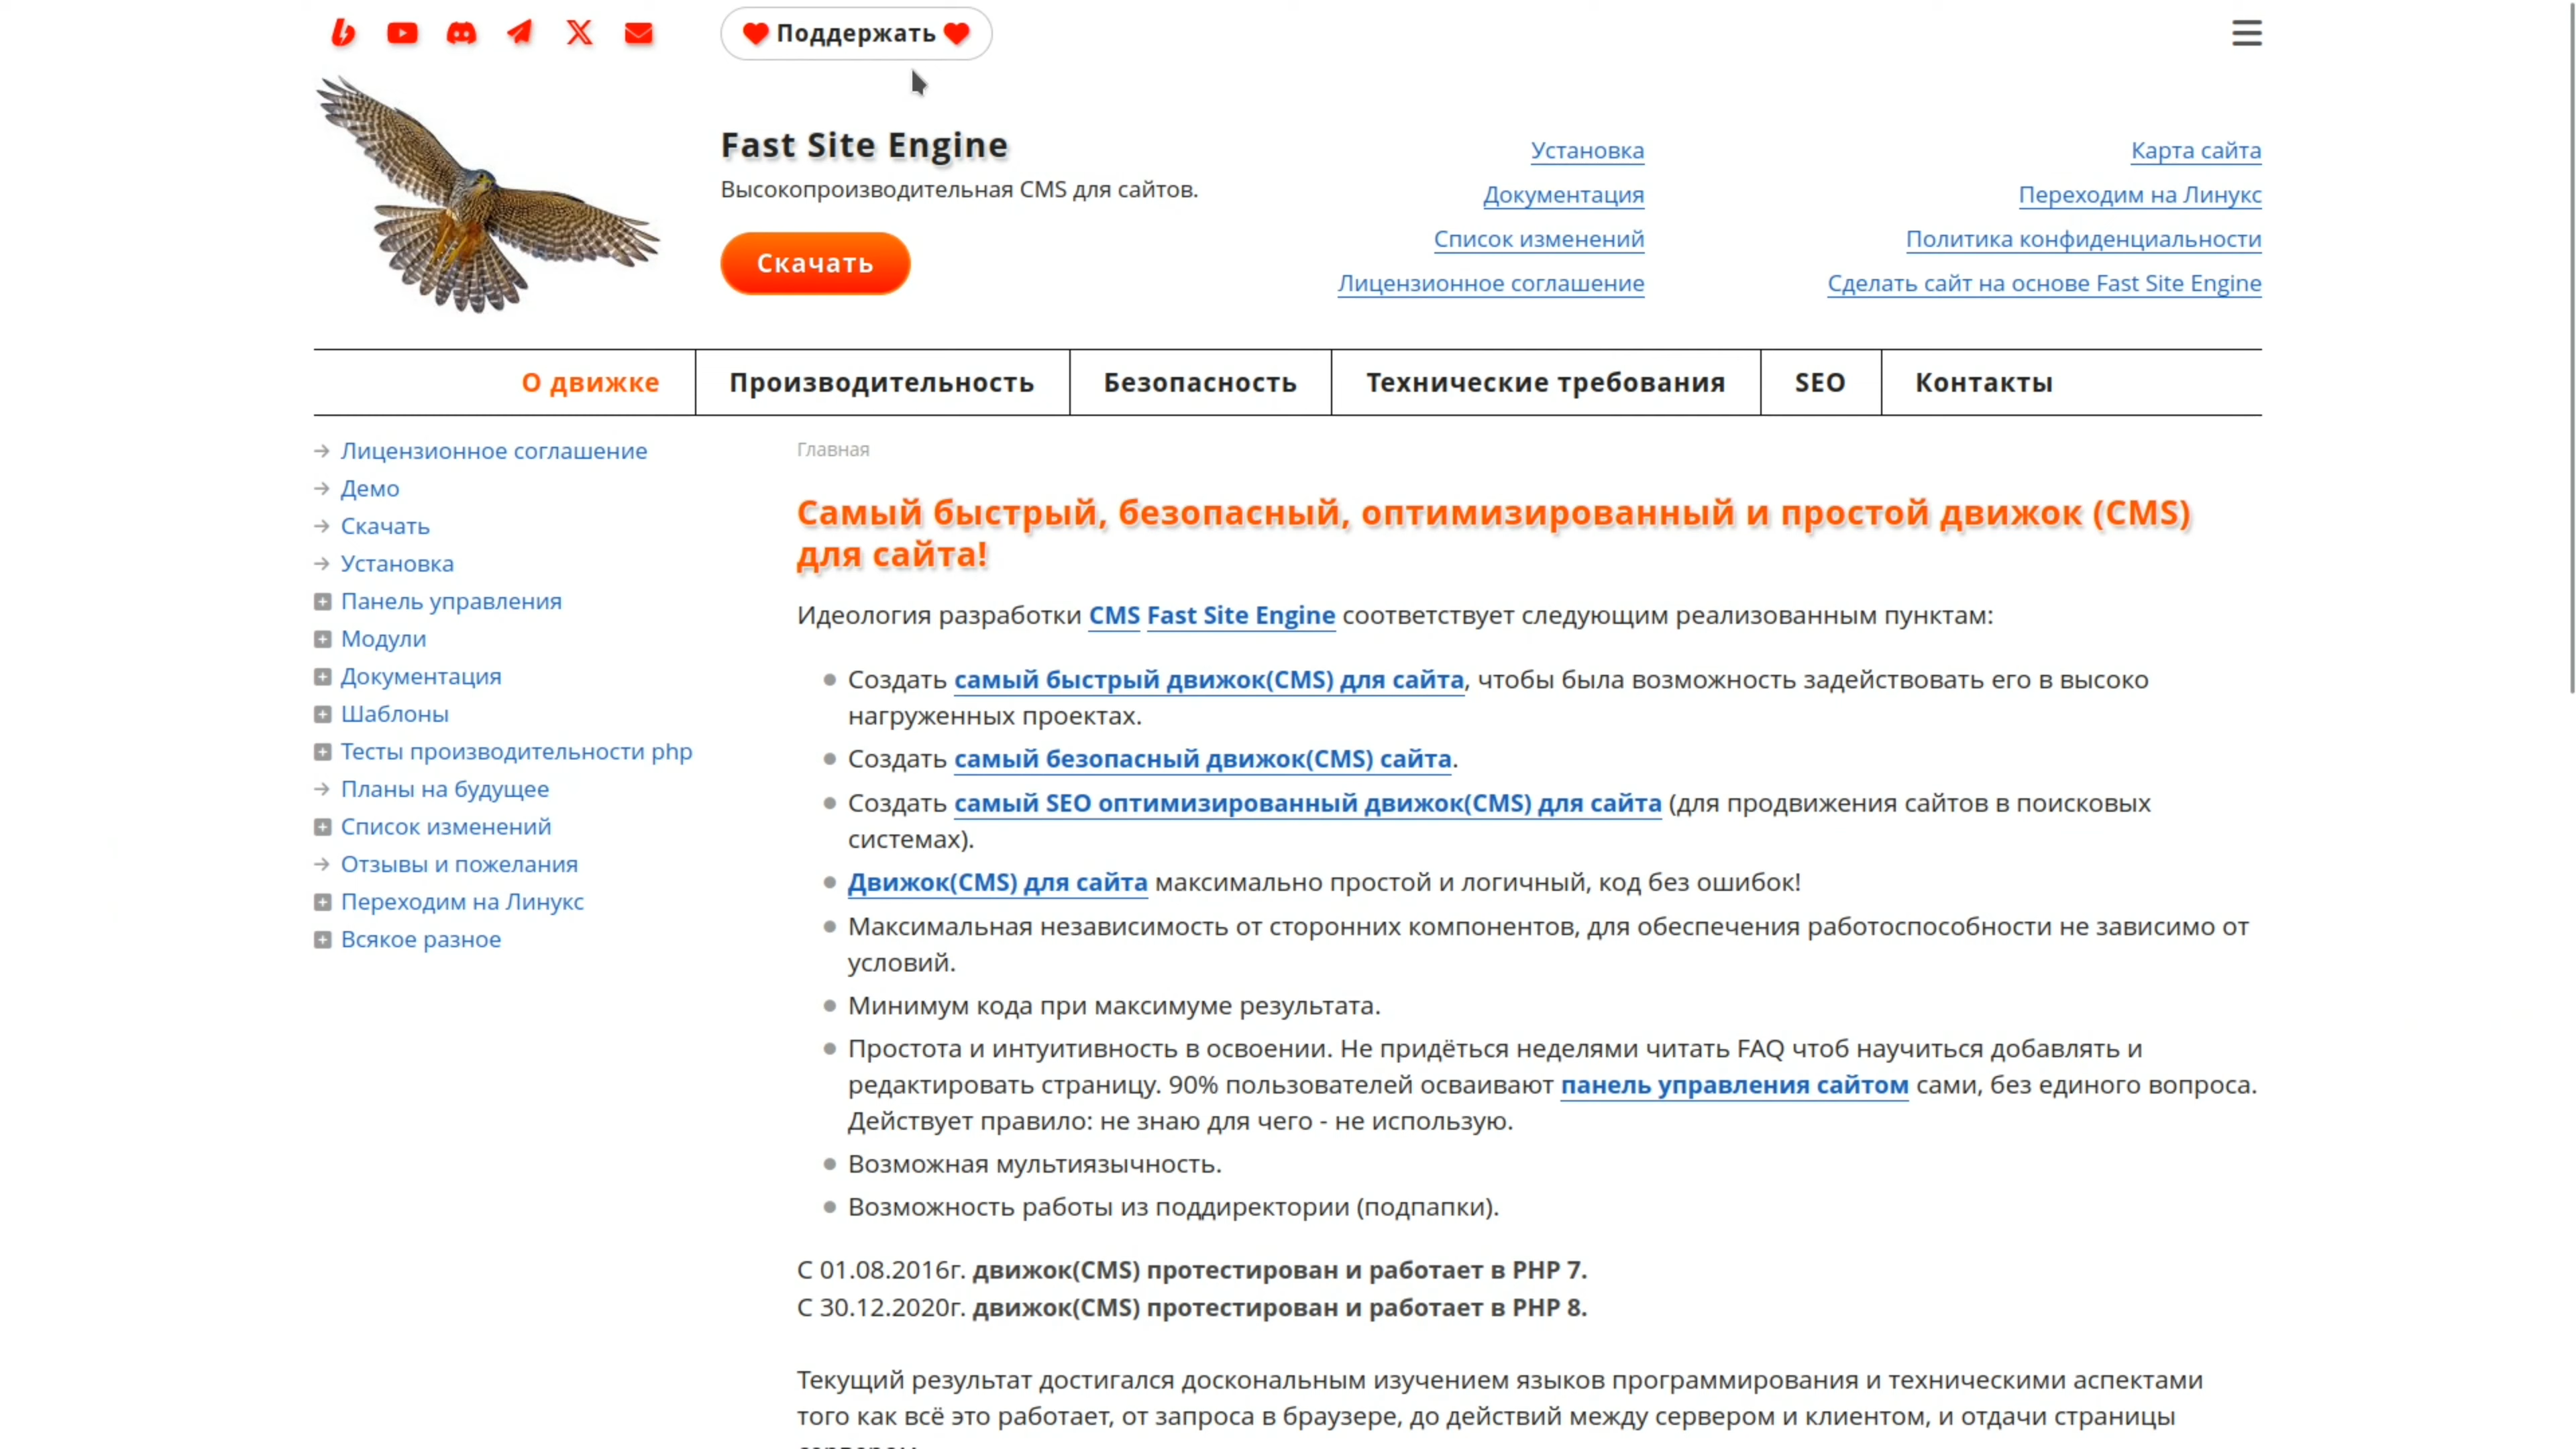 Поддержать
Fast Site Engine
Высокопроизводительная CMS для сайтов.
Скачать
Установка
Документация
Список изменений
Лицензионное соглашение
Карта сайта
Переходим на Линукс
Политика конфиденциальности
Сделать сайт на основе Fast Site Engine
О движке
Производительность
Безопасность
Технические требования
SEO
Контакты
Лицензионное соглашение
Демо
Скачать
Установка
Панель управления
Модули
Документация
Шаблоны
Тесты производительности php
Планы на будущее
Список изменений
Отзывы и пожелания
Переходим на Линукс
Всякое разное
Главная
Самый быстрый, безопасный, оптимизированный и простой движок (CMS)
для сайта!
Идеология разработки CMS Fast Site Engine соответствует следующим реализованным пунктам:
Создать самый быстрый движок(CMS) для сайта, чтобы была возможность задействовать его в высоко
нагруженных проектах.
Создать самый безопасный движок(CMS) сайта.
Создать самый SEO оптимизированный движок(CMS) для сайта (для продвижения сайтов в поисковых
системах).
Движок(CMS) для сайта максимально простой и логичный, код без ошибок!
Максимальная независимость от сторонних компонентов, для обеспечения работоспособности не зависимо от
условий.
Минимум кода при максимуме результата.
Простота и интуитивность в освоении. Не придёться неделями читать FAQ чтоб научиться добавлять и
редактировать страницу. 90% пользователей осваивают панель управления сайтом сами, без единого вопроса.
Действует правило: не знаю для чего - не использую.
Возможная мультиязычность.
Возможность работы из поддиректории (подпапки).
С 01.08.2016г. движок(CMS) протестирован и работает в PHP 7.
С 30.12.2020г. движок(CMS) протестирован и работает в PHP 8.
Текущий результат достигался доскональным изучением языков программирования и техническими аспектами
того как всё это работает, от запроса в браузере, до действий между сервером и клиентом, и отдачи страницы